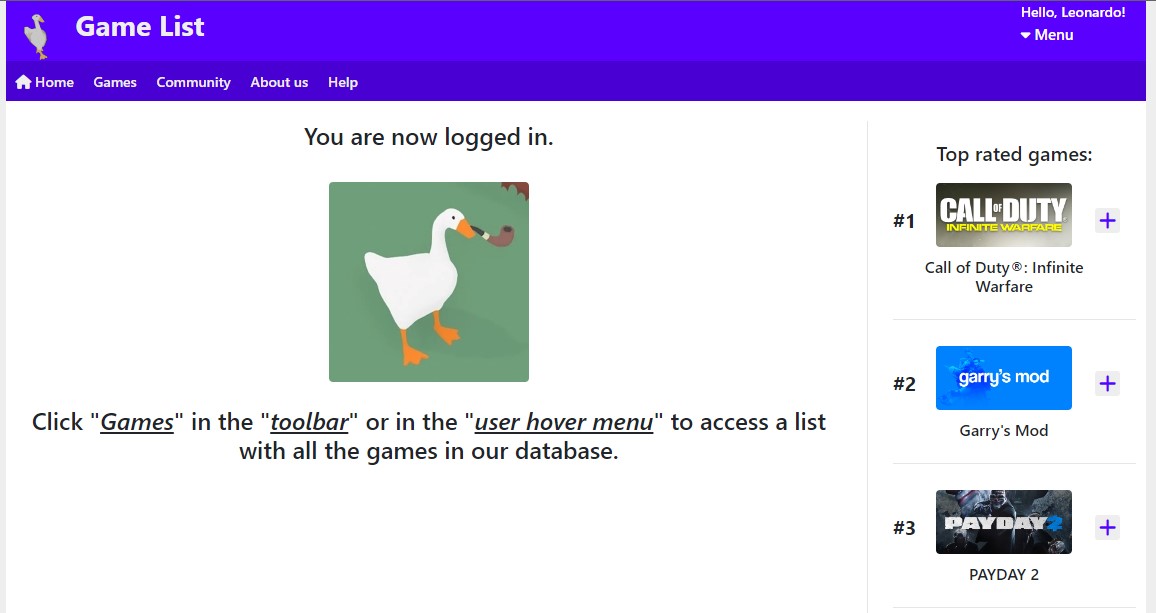 Game List
Hello, Leonardo!
Menu
Home Games Community About us Help
You are now logged in.
Click "Games" in the "toolbar" or in the "user hover menu" to access a list
with all the games in our database.
Top rated games:
#1
CALL OF DUTY
INFINITE WARFARE
Call of Duty®: Infinite
Warfare
#2
garry's mod
Garry's Mod
#3
PAYDAY 2
PAYDAY 2